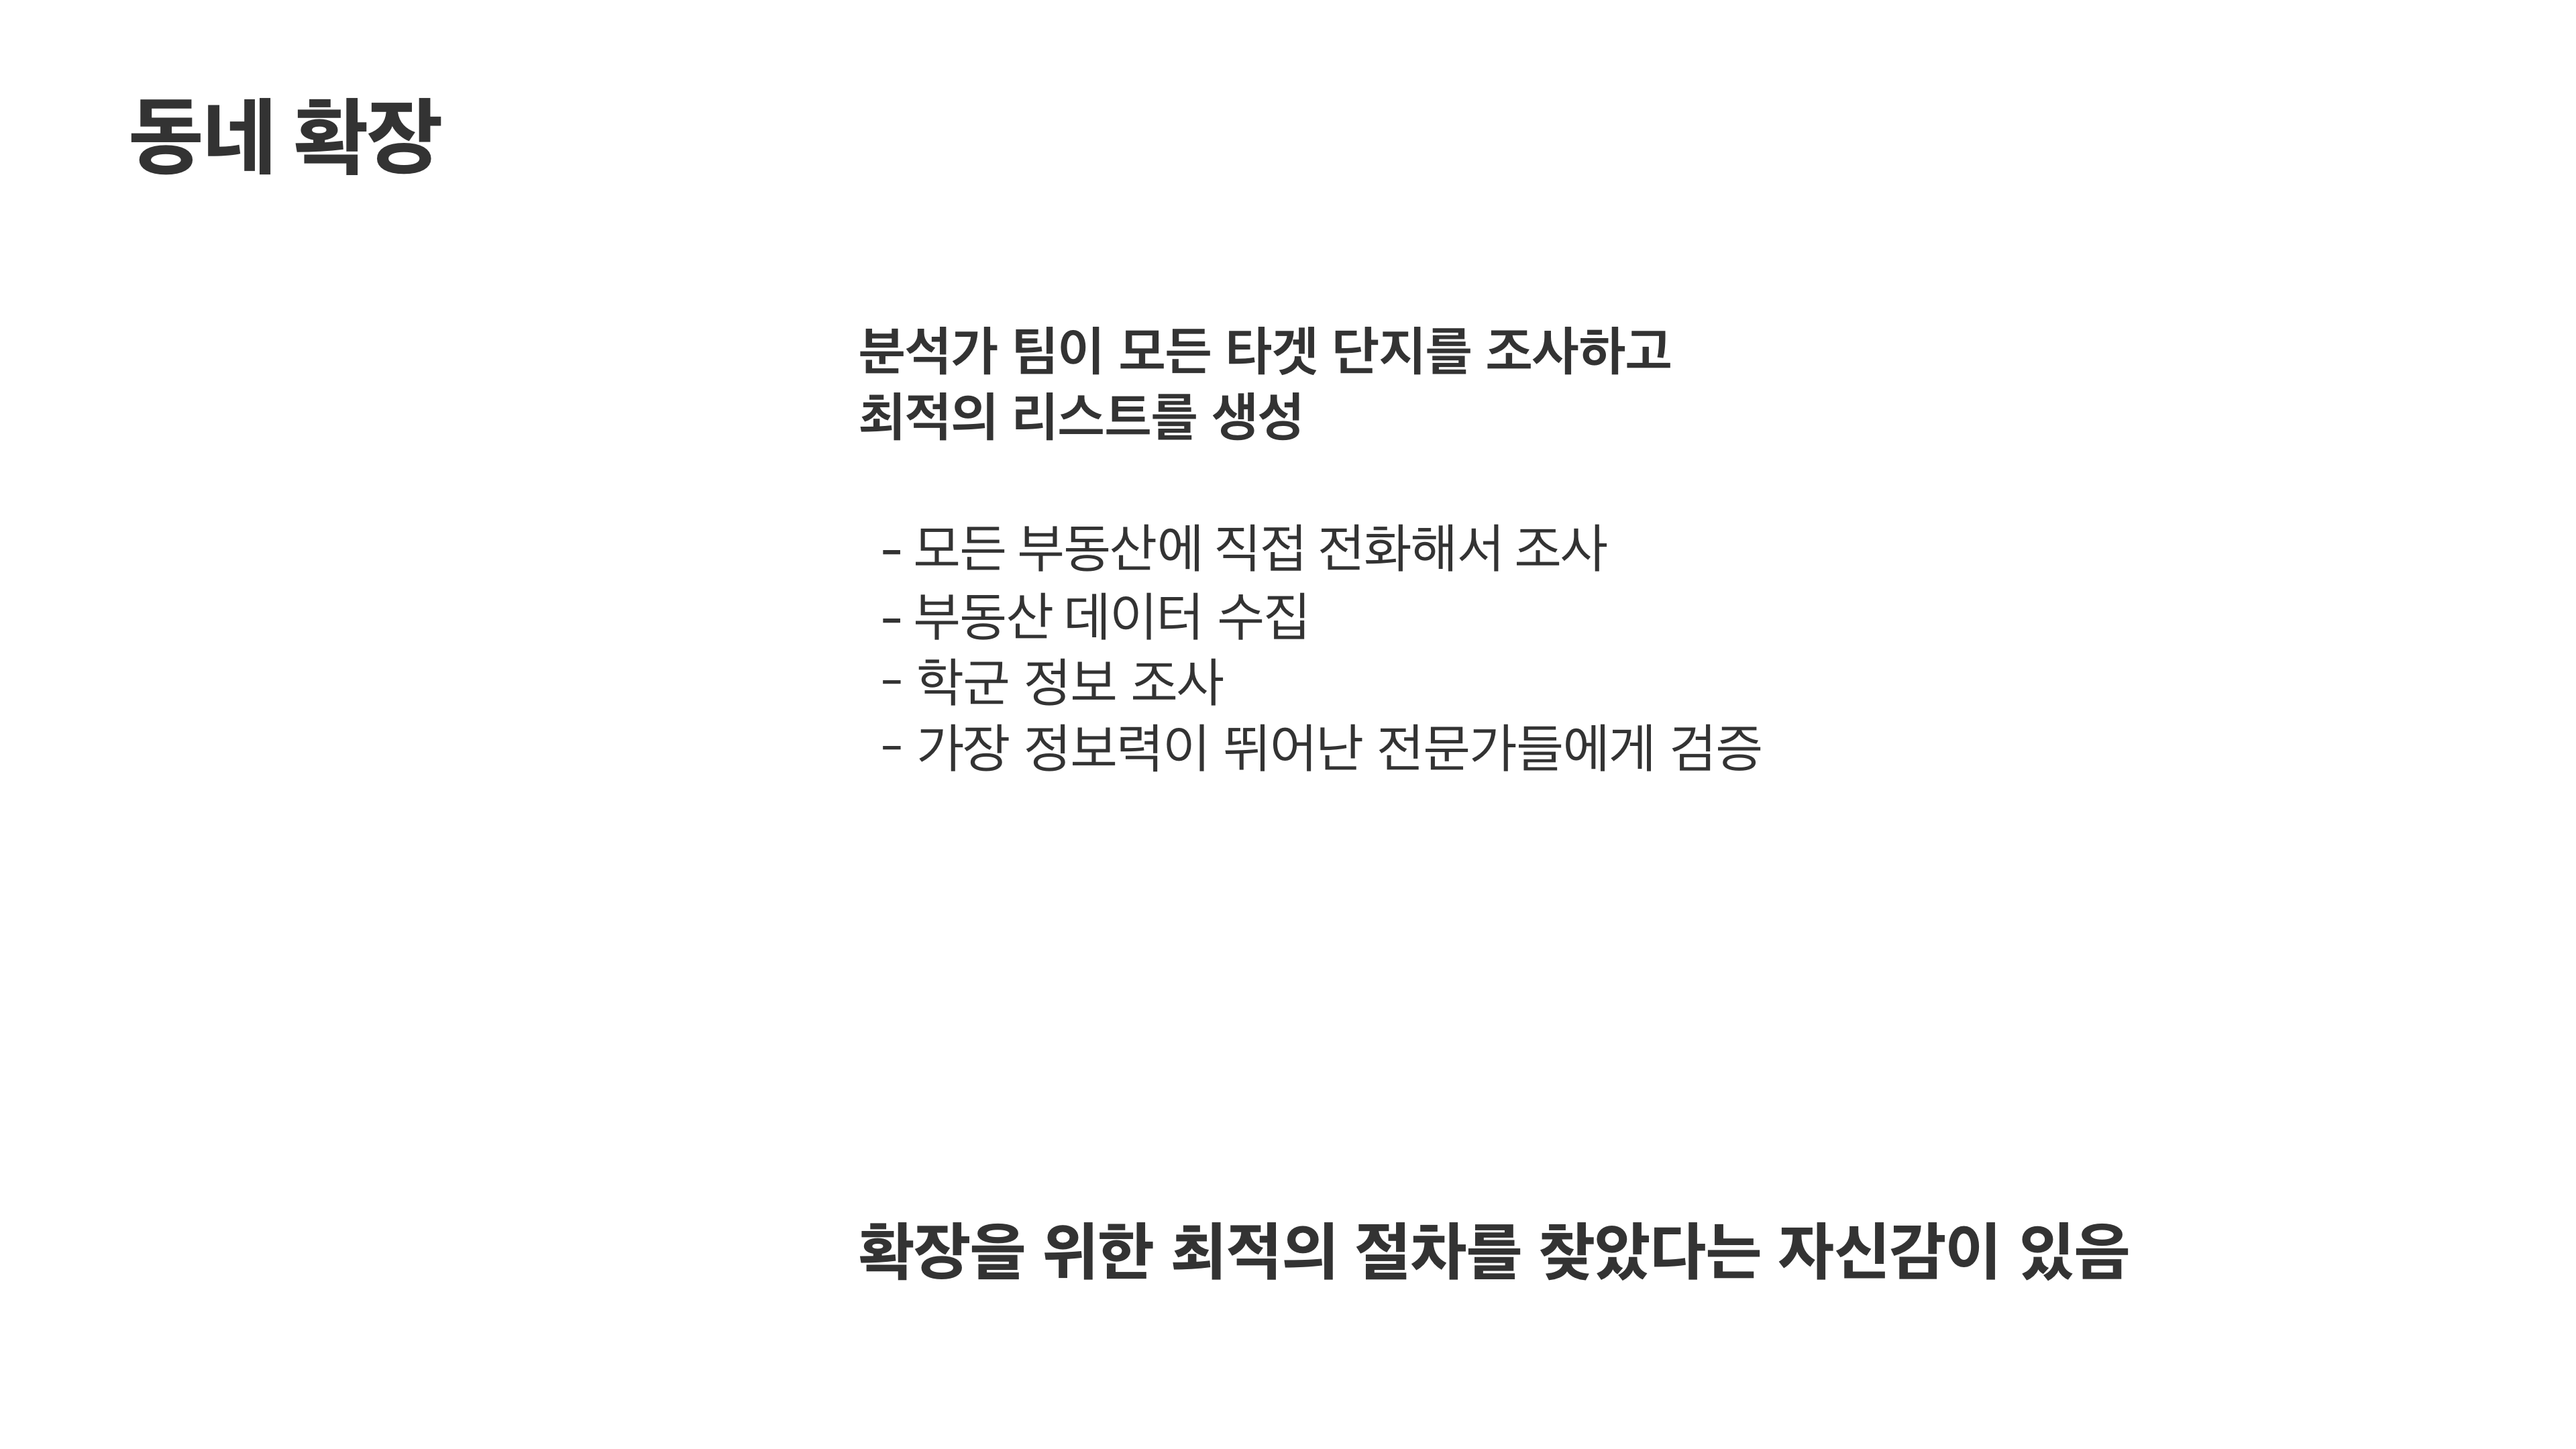 동네 확장
분석가 팀이 모든 타겟 단지를 조사하고
최적의 리스트를 생성
- 모든 부동산에 직접 전화해서 조사
- 부동산 데이터 수집
- 학군 정보 조사
- 가장 정보력이 뛰어난 전문가들에게 검증
확장을 위한 최적의 절차를 찾았다는 자신감이 있음